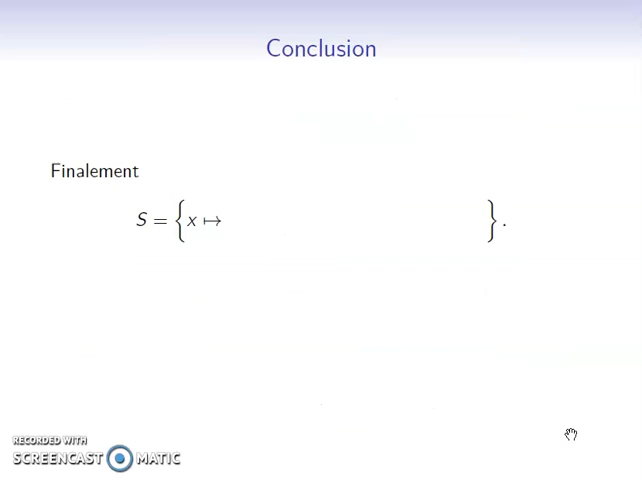 Conclusion
Finalement
S = { x ↦ } .
RECORDED WITH
SCREENCAST MATIC